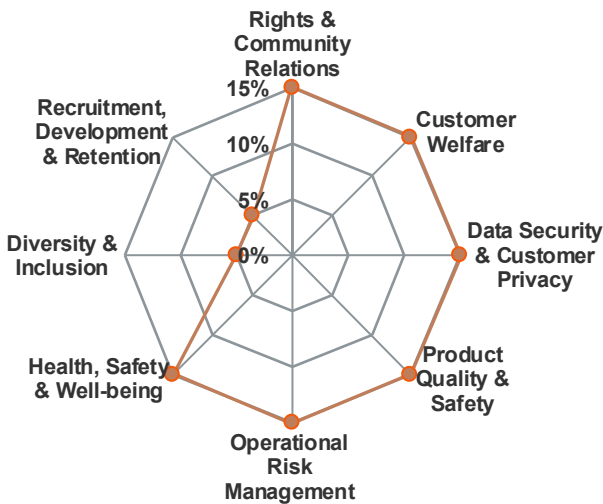 Rights &
Community
Relations
15%
10%
5%
0%
Customer
Welfare
Data Security
& Customer
Privacy
Product
Quality &
Safety
Operational
Risk
Management
Health, Safety
& Well-being
Diversity &
Inclusion
Recruitment,
Development
& Retention